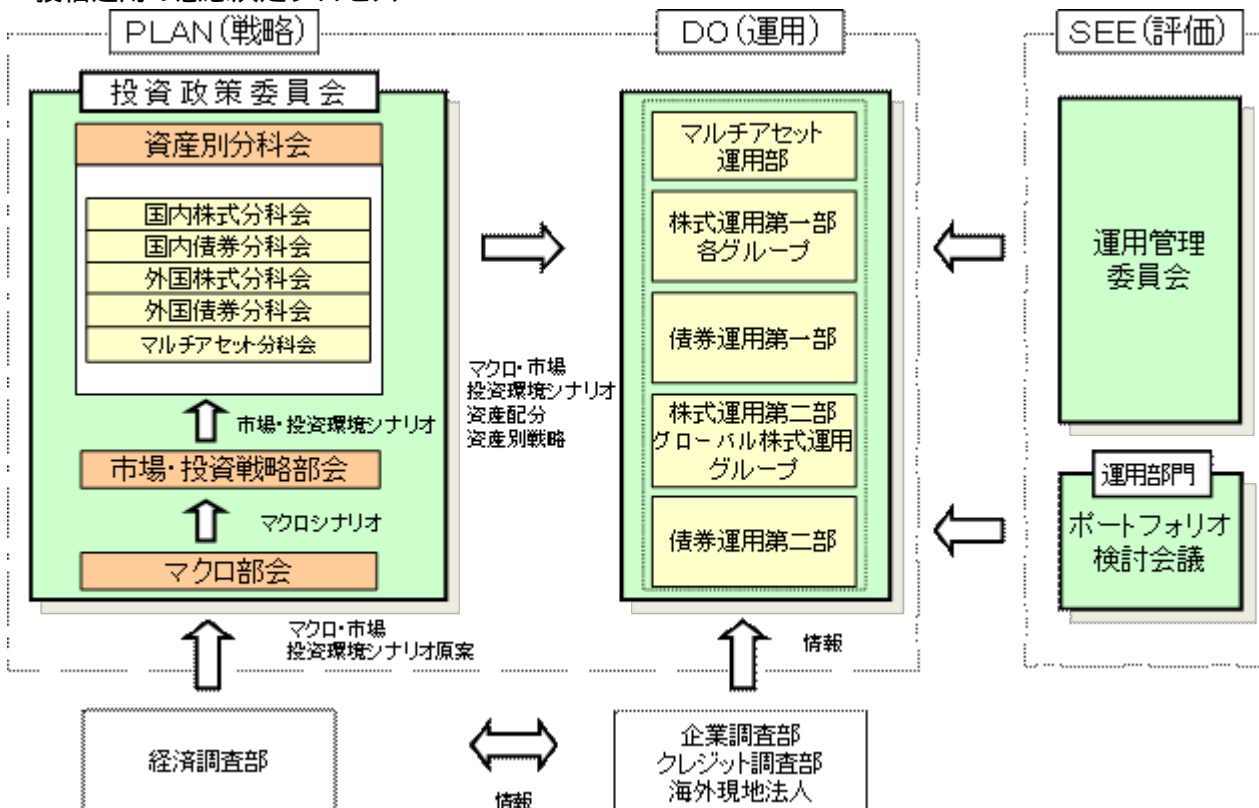 PLAN(戦略)
投資政策委員会
資産別分科会
国内株式分科会
国内債券分科会
外国株式分科会
外国債券分科会
マルチアセット分科会
市場・投資環境シナリオ
市場・投資戦略部会
マクロシナリオ
マクロ部会
マクロ・市場
投資環境シナリオ原案
経済調査部
マクロ・市場
投資環境シナリオ
資産配分
資産別戦略
情報
DO(運用)
マルチアセット
運用部
株式運用第一部
各グループ
債券運用第一部
株式運用第二部
グローバル株式運用
グループ
債券運用第二部
情報
企業調査部
クレジット調査部
海外現地法人
SEE(評価)
運用管理
委員会
運用部門
ポートフォリオ
検討会議